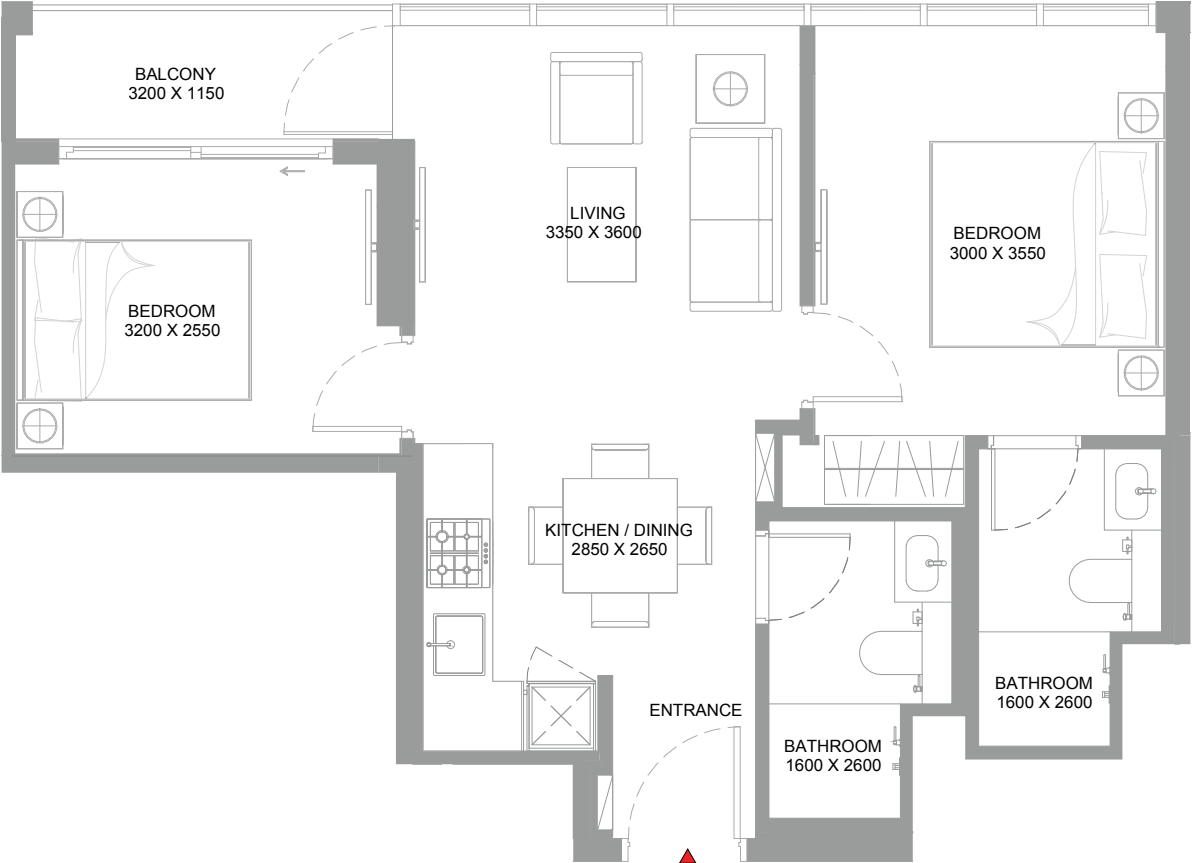 BALCONY
3200 X 1150
LIVING
3350 X 3600
BEDROOM
3000 X 3550
BEDROOM
3200 X 2550
KITCHEN / DINING
2850 X 2650
ENTRANCE
BATHROOM
1600 X 2600
BATHROOM
1600 X 2600